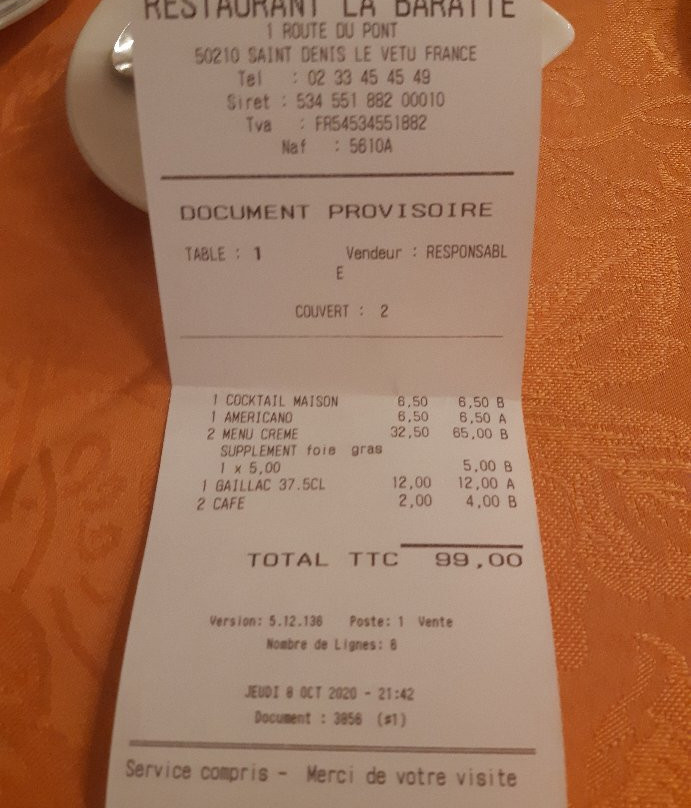 RESTAURANT LA BARATTE
1 ROUTE DU PONT
50210 SAINT DENIS LE VETU FRANCE
Tel : 02 33 45 45 49
Siret : 534 551 882 00010
Tva : FR54534551882
Naf : 5610A
DOCUMENT PROVISOIRE
TABLE : 1 Vendeur : RESPONSABL
E
COUVERT : 2
1 COCKTAIL MAISON 6,50 6,50 B
1 AMERICANO 6,50 6,50 A
2 MENU CREME 32,50 65,00 B
SUPPLEMENT foie gras
1 x 5,00 5,00 B
1 GAILLAC 37.5CL 12,00 12,00 A
2 CAFE 2,00 4,00 B
TOTAL TTC 99,00
Version: 5.12.136 Poste: 1 Vente
Nombre de Lignes: 8
JEUDI 8 OCT 2020 - 21:42
Document : 3856 (s1)
Service compris - Merci de votre visite